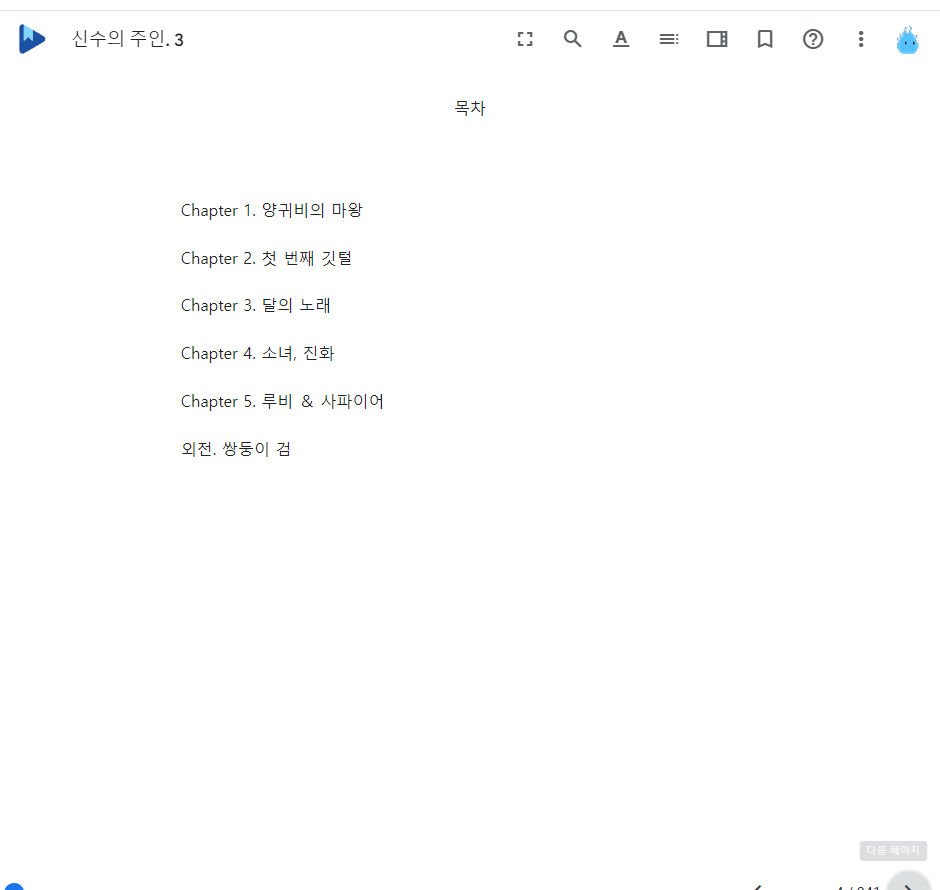 신수의 주인. 3
목차
Chapter 1. 양귀비의 마왕
Chapter 2. 첫 번째 깃털
Chapter 3. 달의 노래
Chapter 4. 소녀, 진화
Chapter 5. 루비 & 사파이어
외전. 쌍둥이 검
다음 페이지